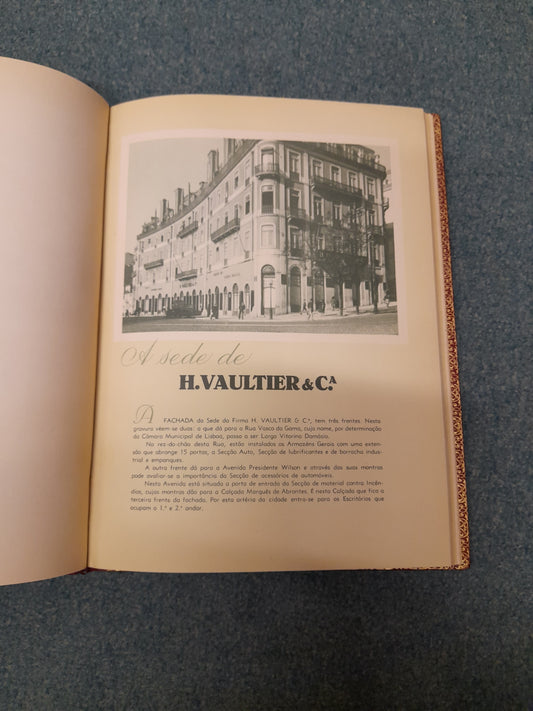 A sede de
H. VAULTIER & C.ª
A FACHADA da Sede da Firma H. VAULTIER & C.ª, tem três frentes. Nesta
gravura vêem-se duas: a que dá para a Rua Vasco da Gama, cujo nome, por determinação
da Câmara Municipal de Lisboa, passa a ser Largo Vitorino Damásio.
No rez-do-chão desta Rua, estão instalados os Armazéns Gerais com uma exten-
são que abrange 15 portas, a Secção Auto, Secção de lubrificantes e de borracha indus-
trial e empanques.
A outra frente dá para a Avenida Presidente Wilson e através das suas montras
pode avaliar-se a importância da Secção de acessórios de automóveis.
Nesta Avenida está situada a porta de entrada da Secção de material contra Incên-
dios, cujas montras dão para a Calçada Marquês de Abrantes. E nesta Calçada que fica a
terceira frente da fachada. Por esta artéria da cidade entra-se para os Escritórios que
ocupam o 1.º e 2.º andar.